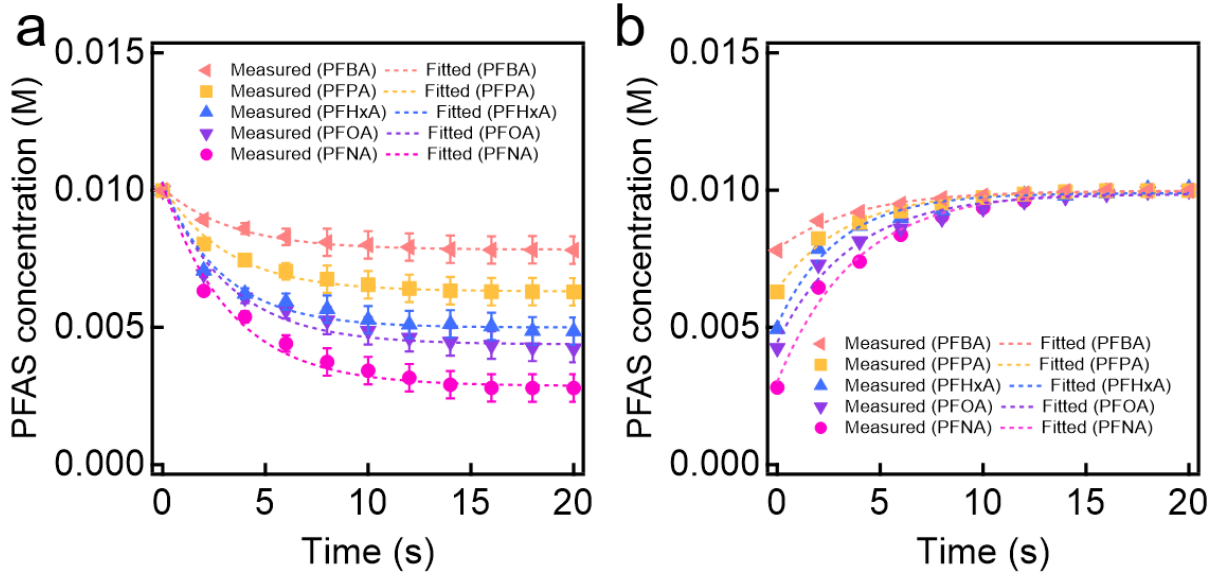 a
PFAS concentration (M)
0.015
0.010
0.005
0.000
Measured (PFBA) Fitted (PFBA)
Measured (PFPA) Fitted (PFPA)
Measured (PFHxA) Fitted (PFHxA)
Measured (PFOA) Fitted (PFOA)
Measured (PFNA) Fitted (PFNA)
0 5 10 15 20
Time (s)
b
PFAS concentration (M)
0.015
0.010
0.005
0.000
Measured (PFBA) Fitted (PFBA)
Measured (PFPA) Fitted (PFPA)
Measured (PFHxA) Fitted (PFHxA)
Measured (PFOA) Fitted (PFOA)
Measured (PFNA) Fitted (PFNA)
0 5 10 15 20
Time (s)